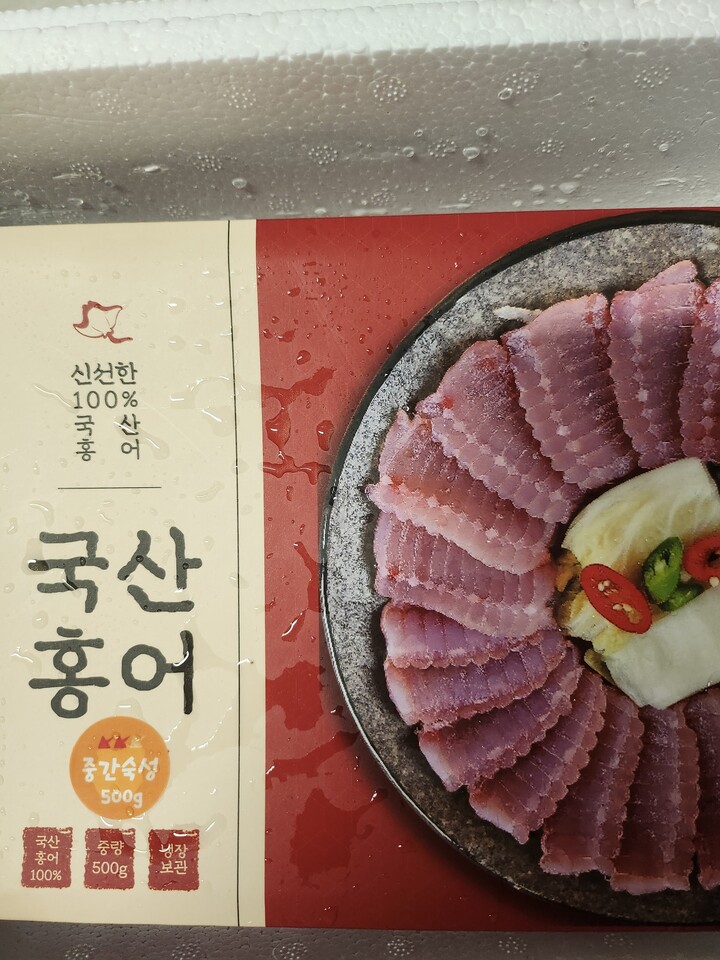 신선한
100%
국 산
홍 어
국산
홍어
중간숙성
500g
국산
홍어
100%
중량
500g
냉장
보관